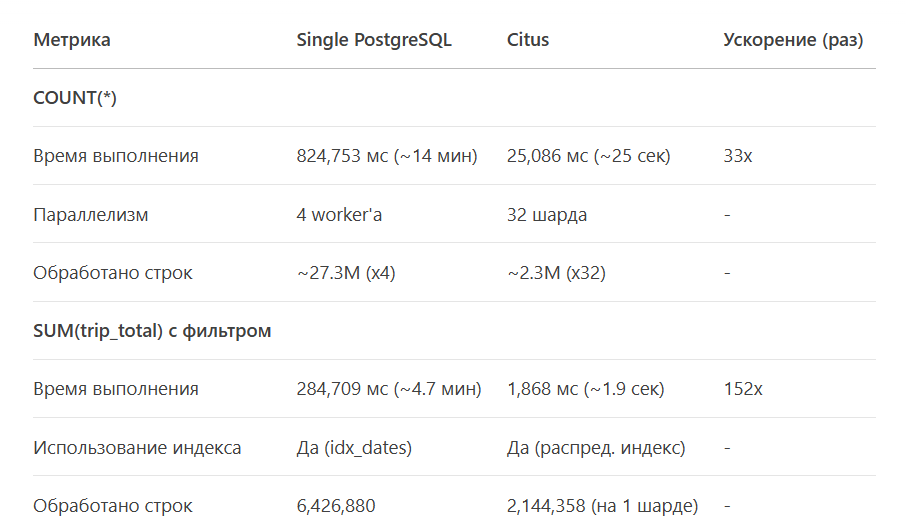 Метрика Single PostgreSQL Citus Ускорение (раз)
COUNT(*)
Время выполнения 824,753 мс (~14 мин) 25,086 мс (~25 сек) 33x
Параллелизм 4 worker'а 32 шарда -
Обработано строк ~27.3M (x4) ~2.3M (x32) -
SUM(trip_total) с фильтром
Время выполнения 284,709 мс (~4.7 мин) 1,868 мс (~1.9 сек) 152x
Использование индекса Да (idx_dates) Да (распред. индекс) -
Обработано строк 6,426,880 2,144,358 (на 1 шарде) -